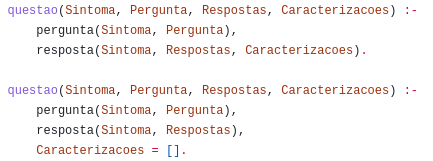 questao(Sintoma, Pergunta, Respostas, Caracterizacoes) :-
    pergunta(Sintoma, Pergunta),
    resposta(Sintoma, Respostas, Caracterizacoes).

questao(Sintoma, Pergunta, Respostas, Caracterizacoes) :-
    pergunta(Sintoma, Pergunta),
    resposta(Sintoma, Respostas),
    Caracterizacoes = [].